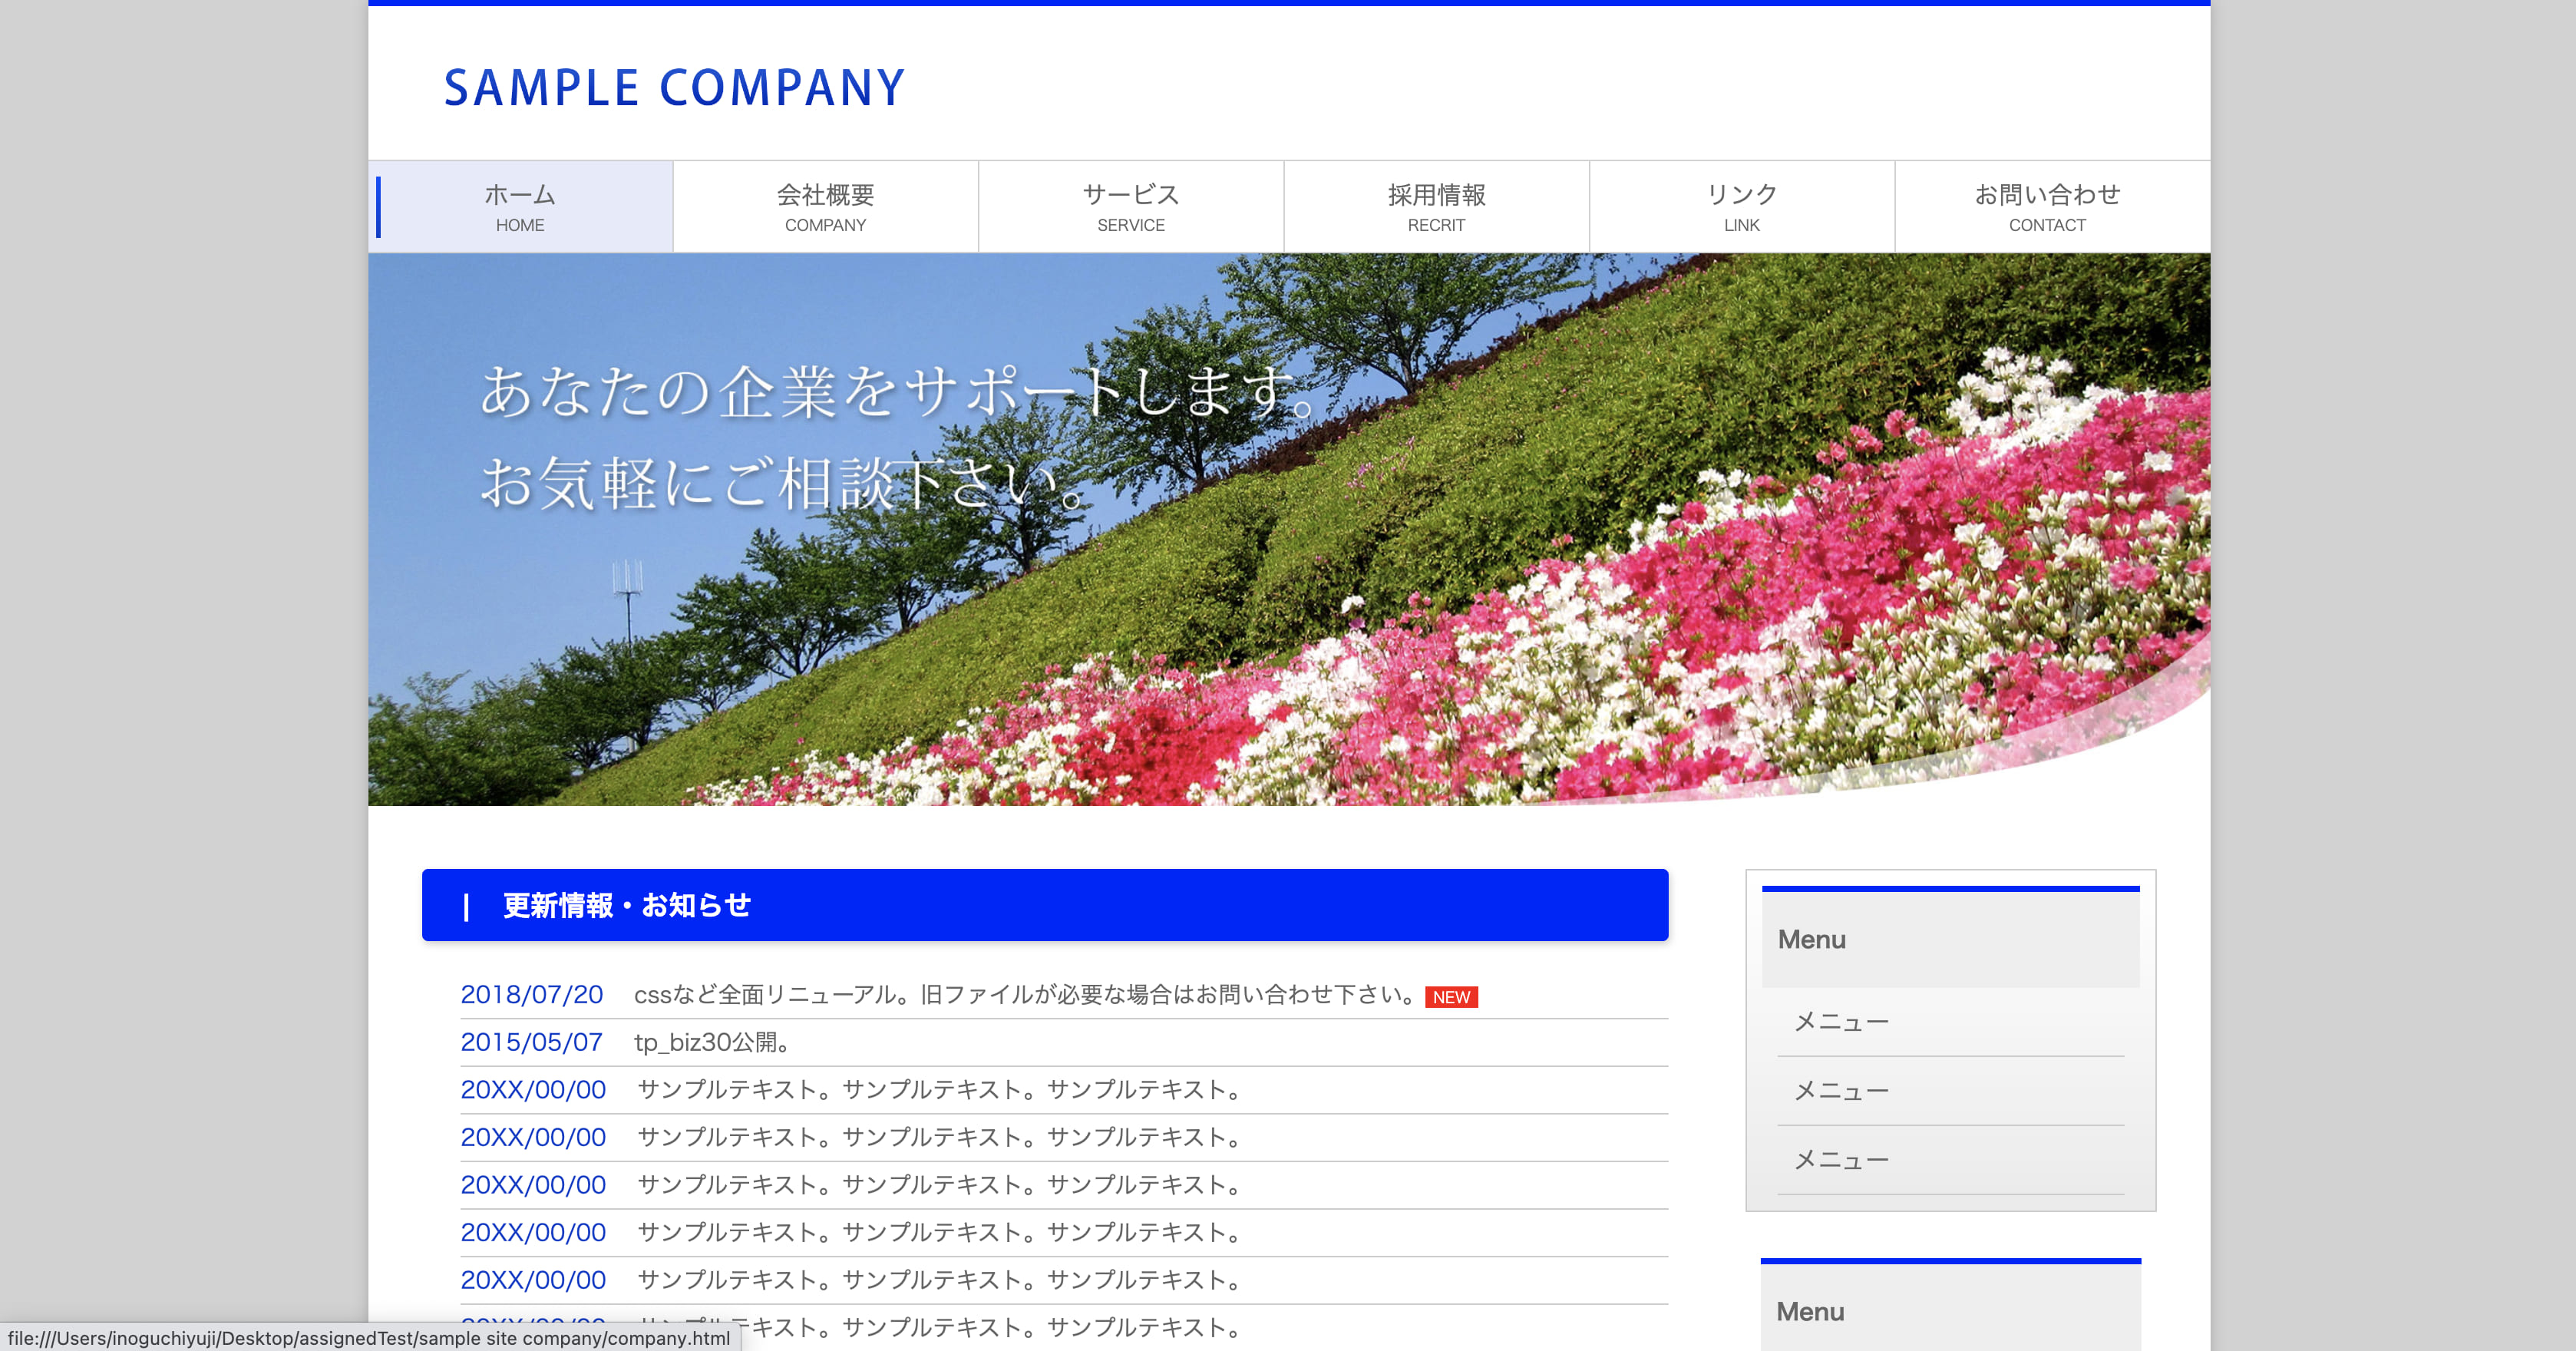 SAMPLE COMPANY
ホーム
HOME
会社概要
COMPANY
サービス
SERVICE
採用情報
RECRIT
リンク
LINK
お問い合わせ
CONTACT
あなたの企業をサポートします。
お気軽にご相談下さい。
| 更新情報・お知らせ
2018/07/20 cssなど全面リニューアル。旧ファイルが必要な場合はお問い合わせ下さい。 NEW
2015/05/07 tp_biz30公開。
20XX/00/00 サンプルテキスト。サンプルテキスト。サンプルテキスト。
20XX/00/00 サンプルテキスト。サンプルテキスト。サンプルテキスト。
20XX/00/00 サンプルテキスト。サンプルテキスト。サンプルテキスト。
20XX/00/00 サンプルテキスト。サンプルテキスト。サンプルテキスト。
20XX/00/00 サンプルテキスト。サンプルテキスト。サンプルテキスト。
キスト。サンプルテキスト。サンプルテキスト。
Menu
メニュー
メニュー
メニュー
Menu
file:///Users/inoguchiyuji/Desktop/assignedTest/sample site company/company.html